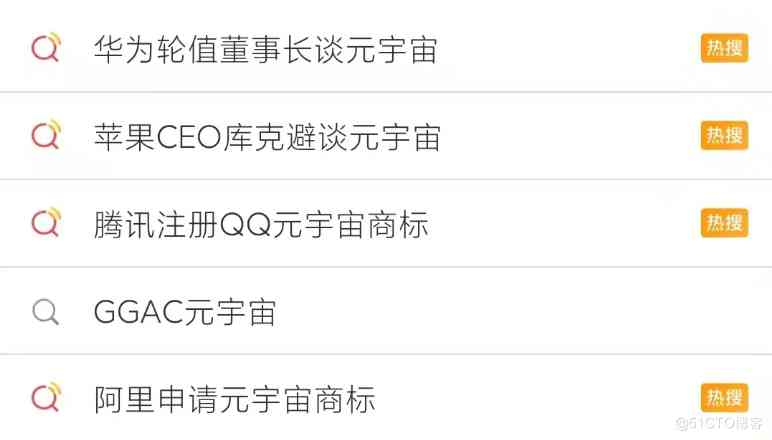 华为轮值董事长谈元宇宙 热搜
苹果CEO库克避谈元宇宙 热搜
腾讯注册QQ元宇宙商标 热搜
GGAC元宇宙
阿里申请元宇宙商标 热搜
@51CTO博客